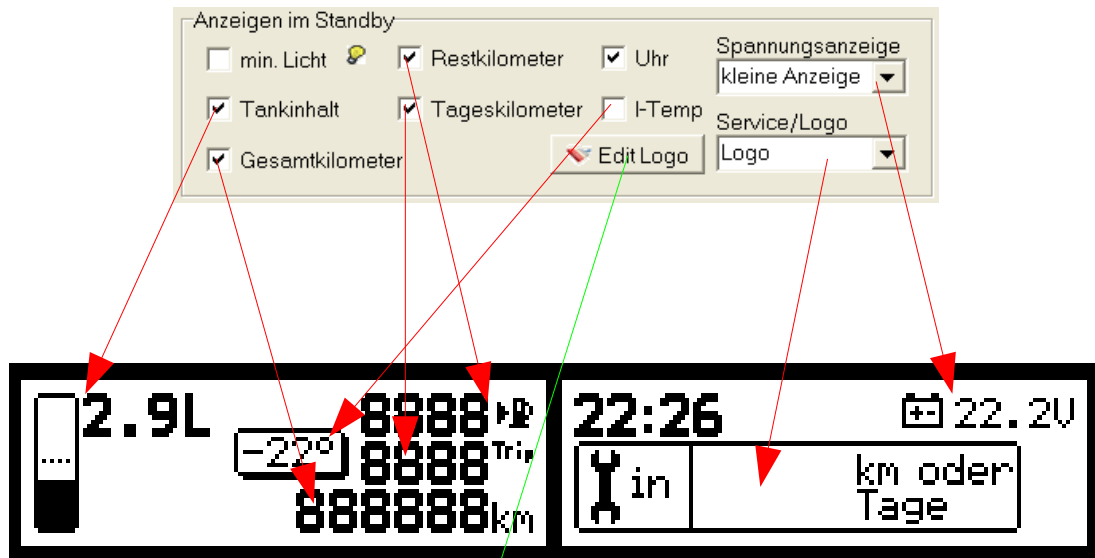 Anzeigen im Standby
min. Licht Restkilometer Uhr Spannungsanzeige
kleine Anzeige
Tankinhalt Tageskilometer I-Temp Service/Logo
Gesamtkilometer Edit Logo Logo
2.9L 8888
-22° 8888 Trip
888888km
22:26 22.2V
in km oder
Tage